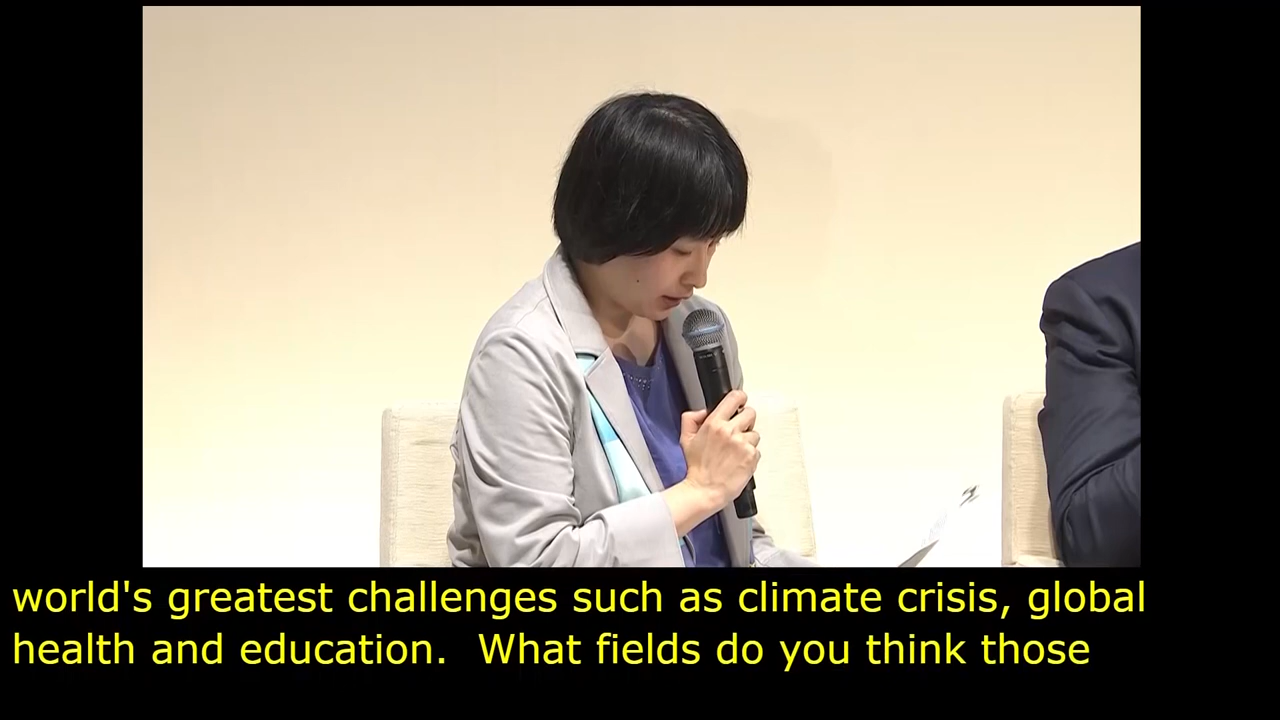 world's greatest challenges such as climate crisis, global
health and education.  What fields do you think those